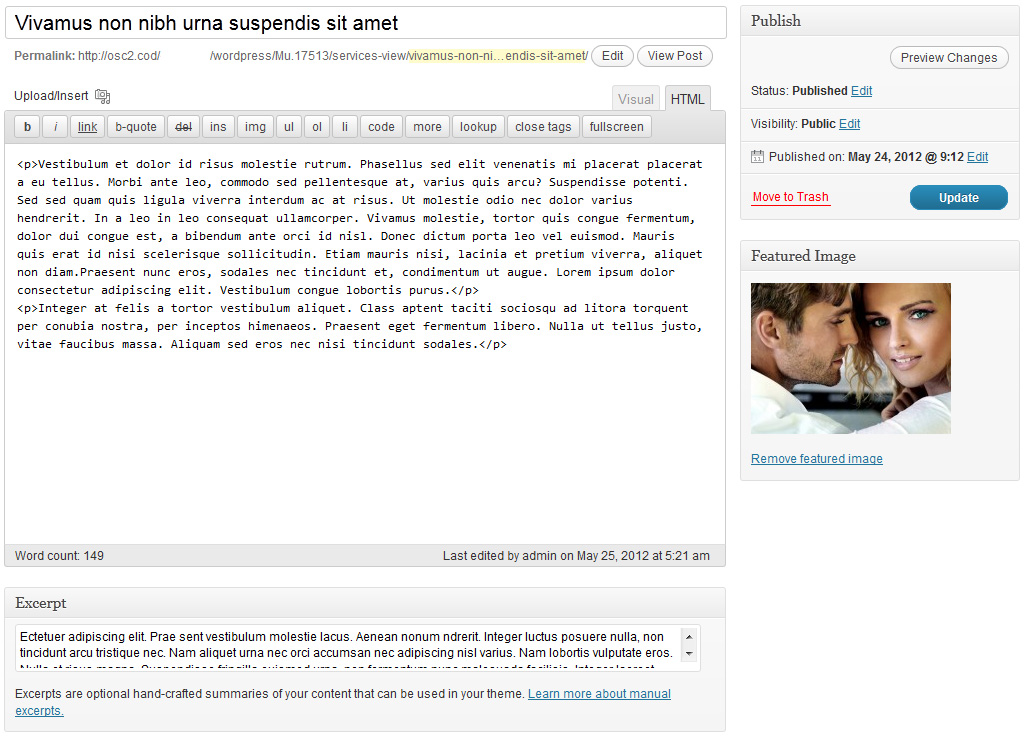 Vivamus non nibh urna suspendis sit amet
Permalink: http://osc2.cod/ /wordpress/Mu.17513/services-view/vivamus-non-ni…endis-sit-amet/ Edit View Post
Upload/Insert
Visual HTML
b i link b-quote del ins img ul ol li code more lookup close tags fullscreen
<p>Vestibulum et dolor id risus molestie rutrum. Phasellus sed elit venenatis mi placerat placerat
a eu tellus. Morbi ante leo, commodo sed pellentesque at, varius quis arcu? Suspendisse potenti.
Sed sed quam quis ligula viverra interdum ac at risus. Ut molestie odio nec dolor varius
hendrerit. In a leo in leo consequat ullamcorper. Vivamus molestie, tortor quis congue fermentum,
dolor dui congue est, a bibendum ante orci id nisl. Donec dictum porta leo vel euismod. Mauris
quis erat id nisi scelerisque sollicitudin. Etiam mauris nisi, lacinia et pretium viverra, aliquet
non diam.Praesent nunc eros, sodales nec tincidunt et, condimentum ut augue. Lorem ipsum dolor
consectetur adipiscing elit. Vestibulum congue lobortis purus.</p>
<p>Integer at felis a tortor vestibulum aliquet. Class aptent taciti sociosqu ad litora torquent
per conubia nostra, per inceptos himenaeos. Praesent eget fermentum libero. Nulla ut tellus justo,
vitae faucibus massa. Aliquam sed eros nec nisi tincidunt sodales.</p>
Word count: 149
Last edited by admin on May 25, 2012 at 5:21 am
Excerpt
Ectetuer adipiscing elit. Prae sent vestibulum molestie lacus. Aenean nonum ndrerit. Integer luctus posuere nulla, non
tincidunt arcu tristique nec. Nam aliquet urna nec orci accumsan nec adipiscing nisl varius. Nam lobortis vulputate eros.
Excerpts are optional hand-crafted summaries of your content that can be used in your theme. Learn more about manual
excerpts.
Publish
Preview Changes
Status: Published Edit
Visibility: Public Edit
Published on: May 24, 2012 @ 9:12 Edit
Move to Trash
Update
Featured Image
Remove featured image